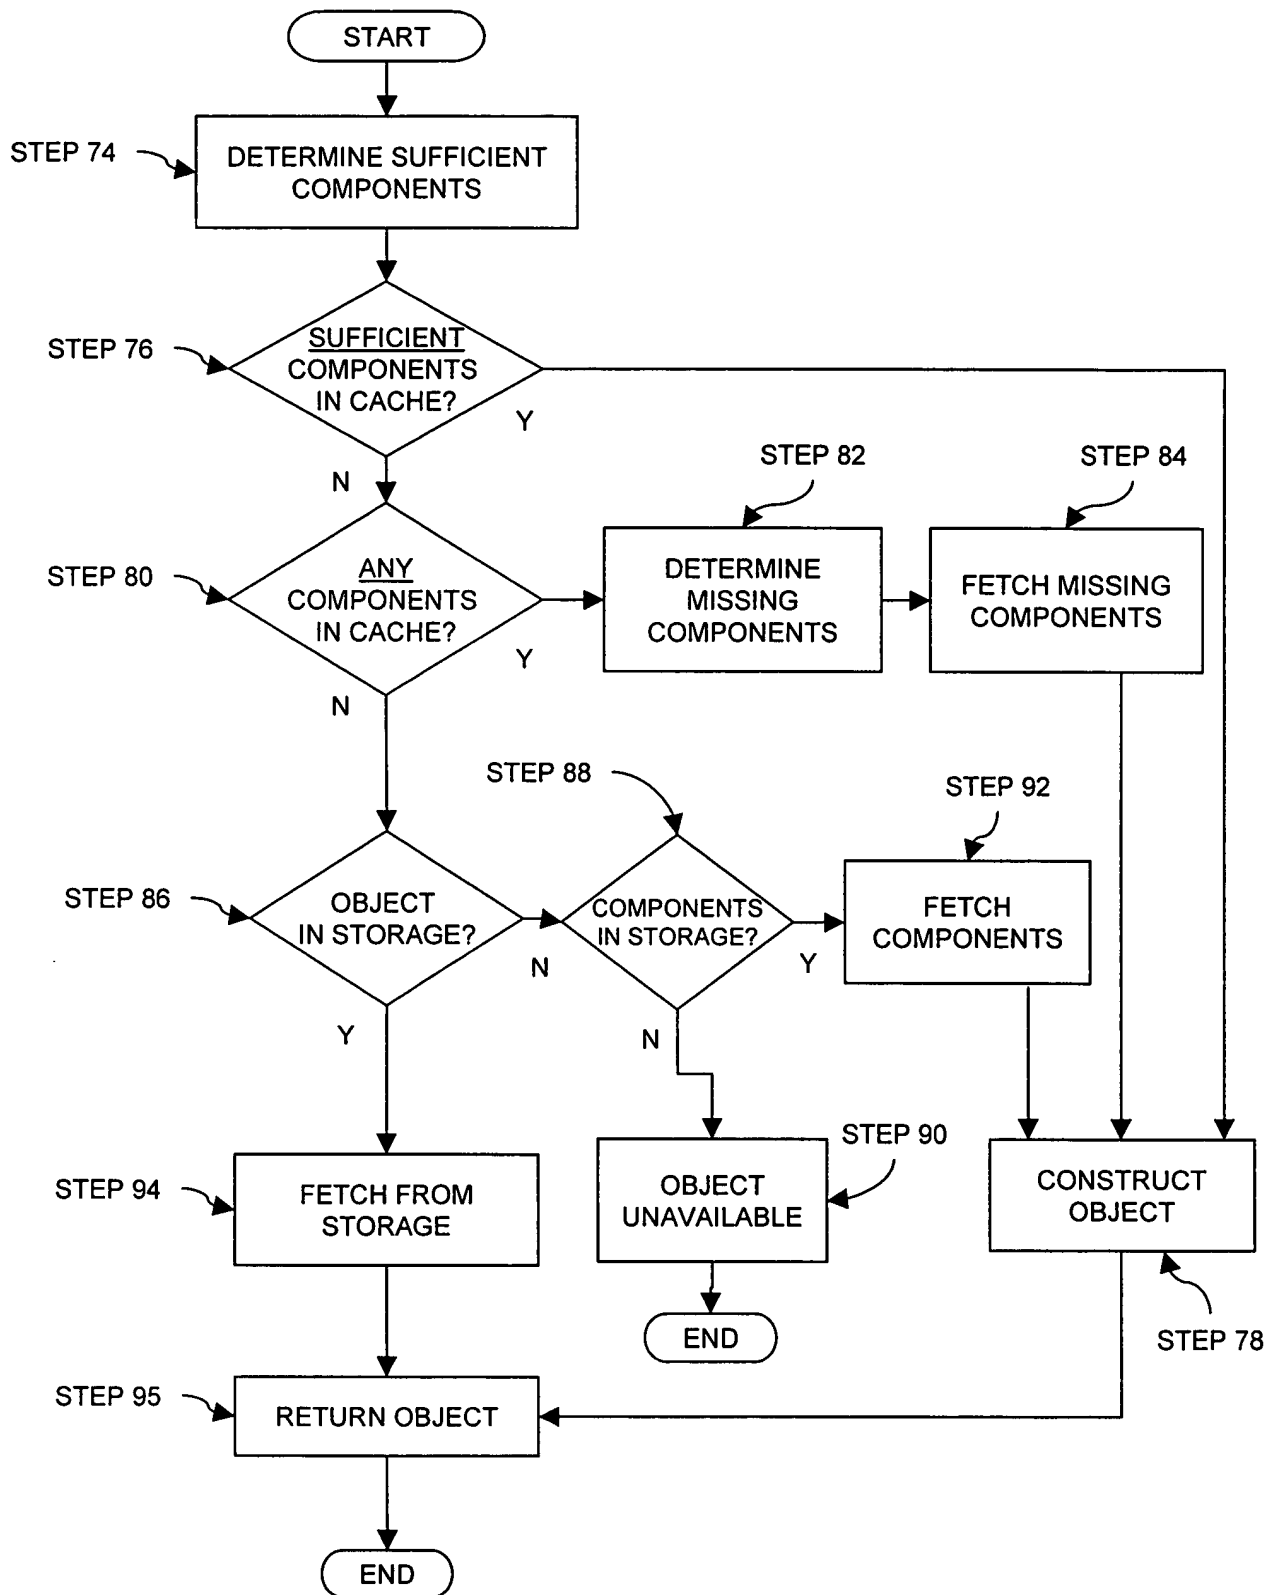 START
STEP 74
DETERMINE SUFFICIENT
COMPONENTS
STEP 76
SUFFICIENT
COMPONENTS
IN CACHE?
Y
N
STEP 82
STEP 84
STEP 80
ANY
COMPONENTS
IN CACHE?
Y
N
DETERMINE
MISSING
COMPONENTS
FETCH MISSING
COMPONENTS
STEP 88
STEP 92
STEP 86
OBJECT
IN STORAGE?
N
Y
COMPONENTS
IN STORAGE?
Y
N
FETCH
COMPONENTS
STEP 94
FETCH FROM
STORAGE
OBJECT
UNAVAILABLE
STEP 90
CONSTRUCT
OBJECT
END
STEP 78
STEP 95
RETURN OBJECT
END